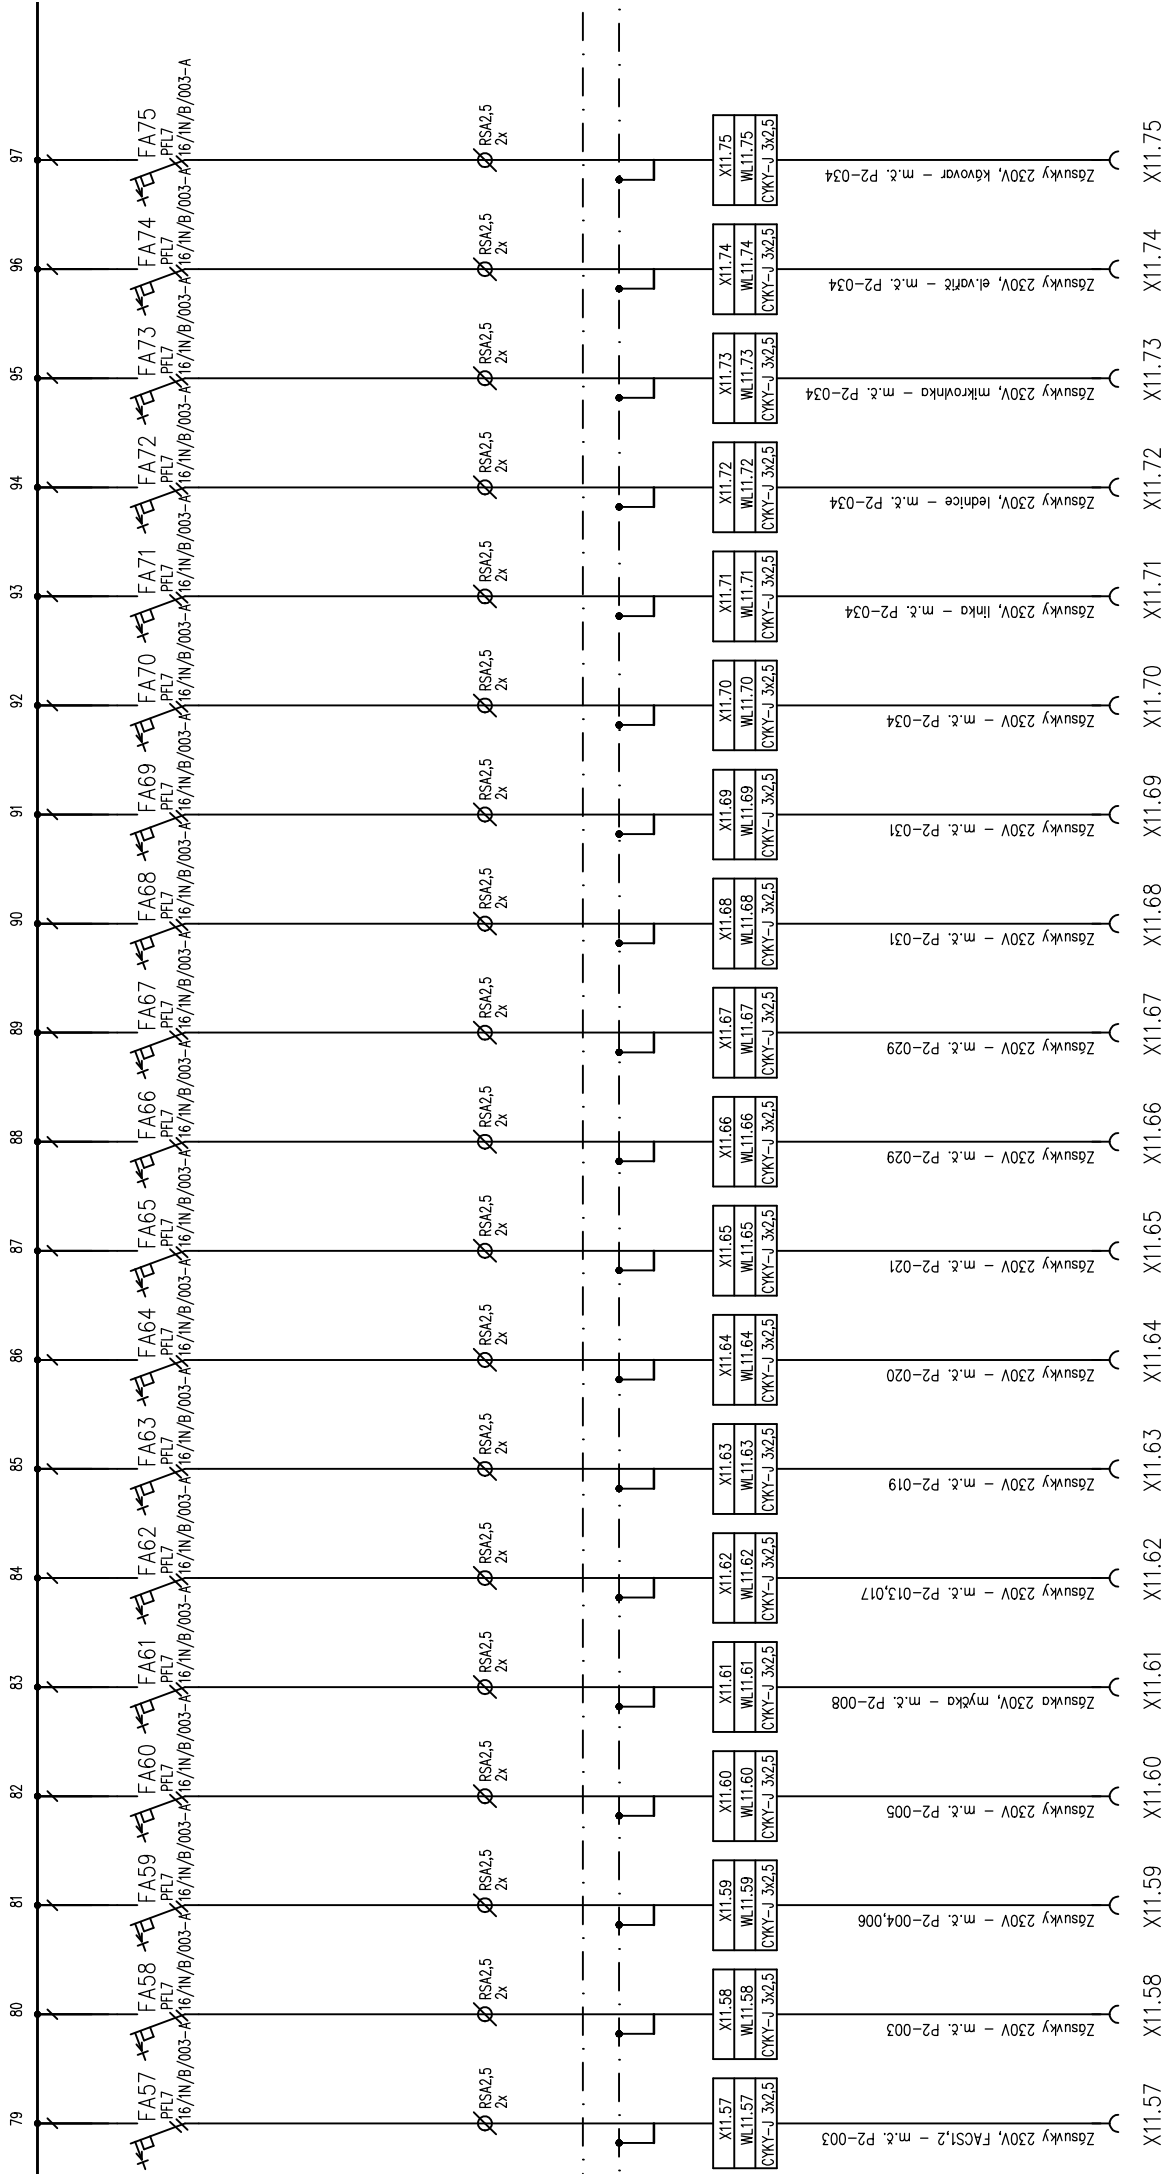 79
FA57
PFL7
16/1N/B/003-A
RSA2,5
2x
X11.57
WL11.57
CYKY-J 3x2,5
Zásuvky 230V, FACS1,2 - m.č. P2-003
X11.57
80
FA58
PFL7
16/1N/B/003-A
RSA2,5
2x
X11.58
WL11.58
CYKY-J 3x2,5
Zásuvky 230V - m.č. P2-003
X11.58
81
FA59
PFL7
16/1N/B/003-A
RSA2,5
2x
X11.59
WL11.59
CYKY-J 3x2,5
Zásuvky 230V - m.č. P2-004,006
X11.59
82
FA60
PFL7
16/1N/B/003-A
RSA2,5
2x
X11.60
WL11.60
CYKY-J 3x2,5
Zásuvky 230V - m.č. P2-005
X11.60
83
FA61
PFL7
16/1N/B/003-A
RSA2,5
2x
X11.61
WL11.61
CYKY-J 3x2,5
Zásuvka 230V, myčka - m.č. P2-008
X11.61
84
FA62
PFL7
16/1N/B/003-A
RSA2,5
2x
X11.62
WL11.62
CYKY-J 3x2,5
Zásuvky 230V - m.č. P2-013,017
X11.62
85
FA63
PFL7
16/1N/B/003-A
RSA2,5
2x
X11.63
WL11.63
CYKY-J 3x2,5
Zásuvky 230V - m.č. P2-019
X11.63
86
FA64
PFL7
16/1N/B/003-A
RSA2,5
2x
X11.64
WL11.64
CYKY-J 3x2,5
Zásuvky 230V - m.č. P2-020
X11.64
87
FA65
PFL7
16/1N/B/003-A
RSA2,5
2x
X11.65
WL11.65
CYKY-J 3x2,5
Zásuvky 230V - m.č. P2-021
X11.65
88
FA66
PFL7
16/1N/B/003-A
RSA2,5
2x
X11.66
WL11.66
CYKY-J 3x2,5
Zásuvky 230V - m.č. P2-029
X11.66
89
FA67
PFL7
16/1N/B/003-A
RSA2,5
2x
X11.67
WL11.67
CYKY-J 3x2,5
Zásuvky 230V - m.č. P2-029
X11.67
90
FA68
PFL7
16/1N/B/003-A
RSA2,5
2x
X11.68
WL11.68
CYKY-J 3x2,5
Zásuvky 230V - m.č. P2-031
X11.68
91
FA69
PFL7
16/1N/B/003-A
RSA2,5
2x
X11.69
WL11.69
CYKY-J 3x2,5
Zásuvky 230V - m.č. P2-031
X11.69
92
FA70
PFL7
16/1N/B/003-A
RSA2,5
2x
X11.70
WL11.70
CYKY-J 3x2,5
Zásuvky 230V - m.č. P2-034
X11.70
93
FA71
PFL7
16/1N/B/003-A
RSA2,5
2x
X11.71
WL11.71
CYKY-J 3x2,5
Zásuvky 230V, linka - m.č. P2-034
X11.71
94
FA72
PFL7
16/1N/B/003-A
RSA2,5
2x
X11.72
WL11.72
CYKY-J 3x2,5
Zásuvky 230V, lednice - m.č. P2-034
X11.72
95
FA73
PFL7
16/1N/B/003-A
RSA2,5
2x
X11.73
WL11.73
CYKY-J 3x2,5
Zásuvky 230V, mikrovlnka - m.č. P2-034
X11.73
96
FA74
PFL7
16/1N/B/003-A
RSA2,5
2x
X11.74
WL11.74
CYKY-J 3x2,5
Zásuvky 230V, el.vařič - m.č. P2-034
X11.74
97
FA75
PFL7
16/1N/B/003-A
RSA2,5
2x
X11.75
WL11.75
CYKY-J 3x2,5
Zásuvky 230V, kávovar - m.č. P2-034
X11.75